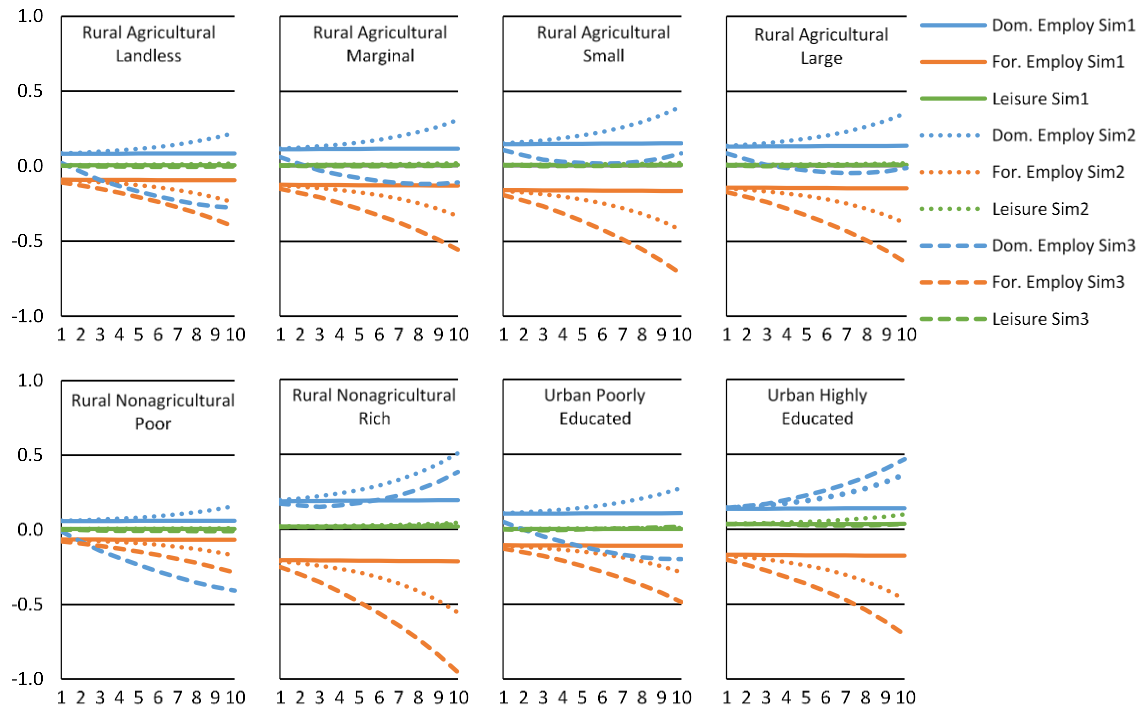 1.0
0.5
0.0
-0.5
-1.0
Rural Agricultural
Landless
1 2 3 4 5 6 7 8 9 10
Rural Agricultural
Marginal
1 2 3 4 5 6 7 8 9 10
Rural Agricultural
Small
1 2 3 4 5 6 7 8 9 10
Rural Agricultural
Large
1 2 3 4 5 6 7 8 9 10
Dom. Employ Sim1
For. Employ Sim1
Leisure Sim1
Dom. Employ Sim2
For. Employ Sim2
Leisure Sim2
Dom. Employ Sim3
For. Employ Sim3
Leisure Sim3
1.0
0.5
0.0
-0.5
-1.0
Rural Nonagricultural
Poor
1 2 3 4 5 6 7 8 9 10
Rural Nonagricultural
Rich
1 2 3 4 5 6 7 8 9 10
Urban Poorly
Educated
1 2 3 4 5 6 7 8 9 10
Urban Highly
Educated
1 2 3 4 5 6 7 8 9 10